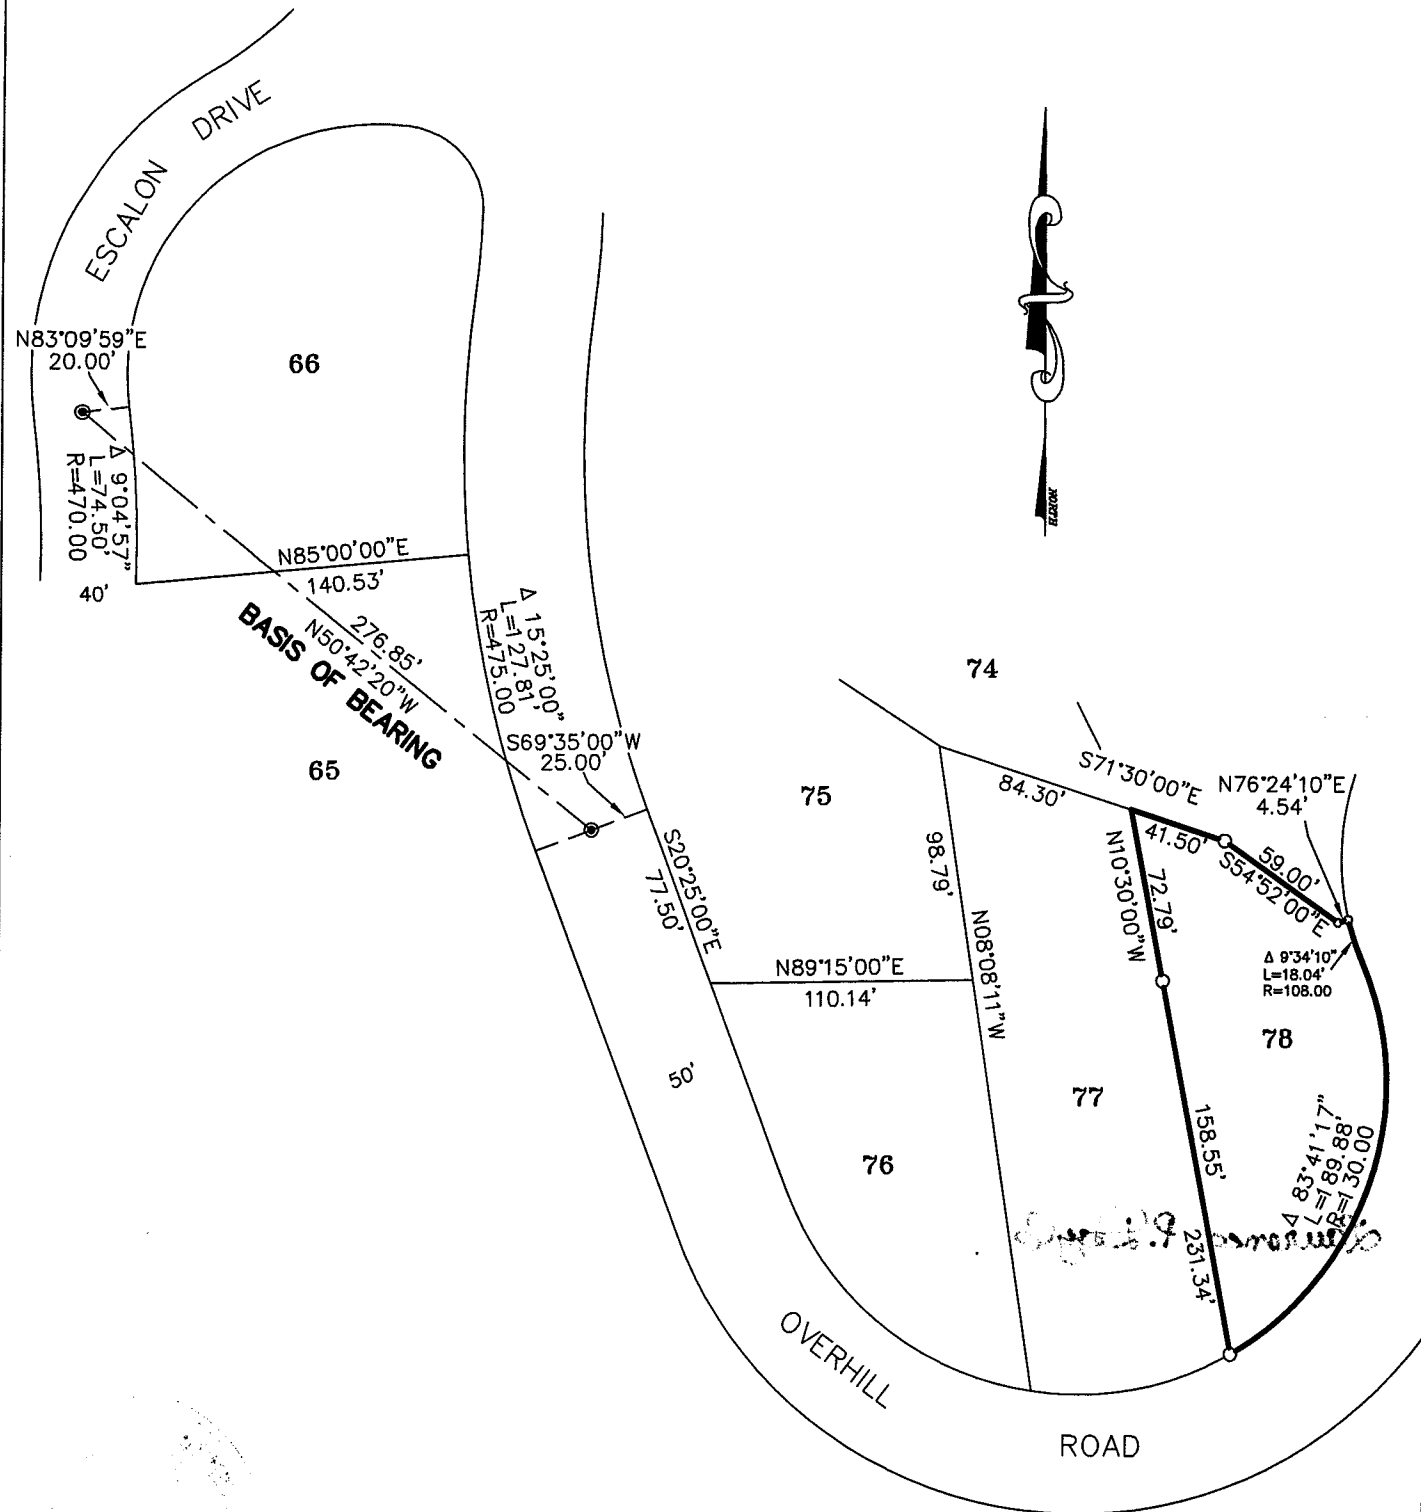 ESCALON DRIVE
N83°09'59"E
20.00'
66
Δ 9°04'57"
L=74.50'
R=470.00
40'
N85°00'00"E
140.53'
276.85'
N50°42'20"W
BASIS OF BEARING
65
Δ 15°25'00"
L=127.81'
R=475.00
S69°35'00"W
25.00'
S20°25'00"E
77.50'
50'
NORTH
74
75
S71°30'00"E
84.30'
41.50'
N76°24'10"E
4.54'
59.00'
S54°52'00"E
98.79'
N08°08'11"W
N10°30'00"W
72.79'
N89°15'00"E
110.14'
Δ 9°34'10"
L=18.04'
R=108.00
78
77
76
158.55'
231.34'
Δ 83°41'17"
L=189.88'
R=130.00
OVERHILL
ROAD